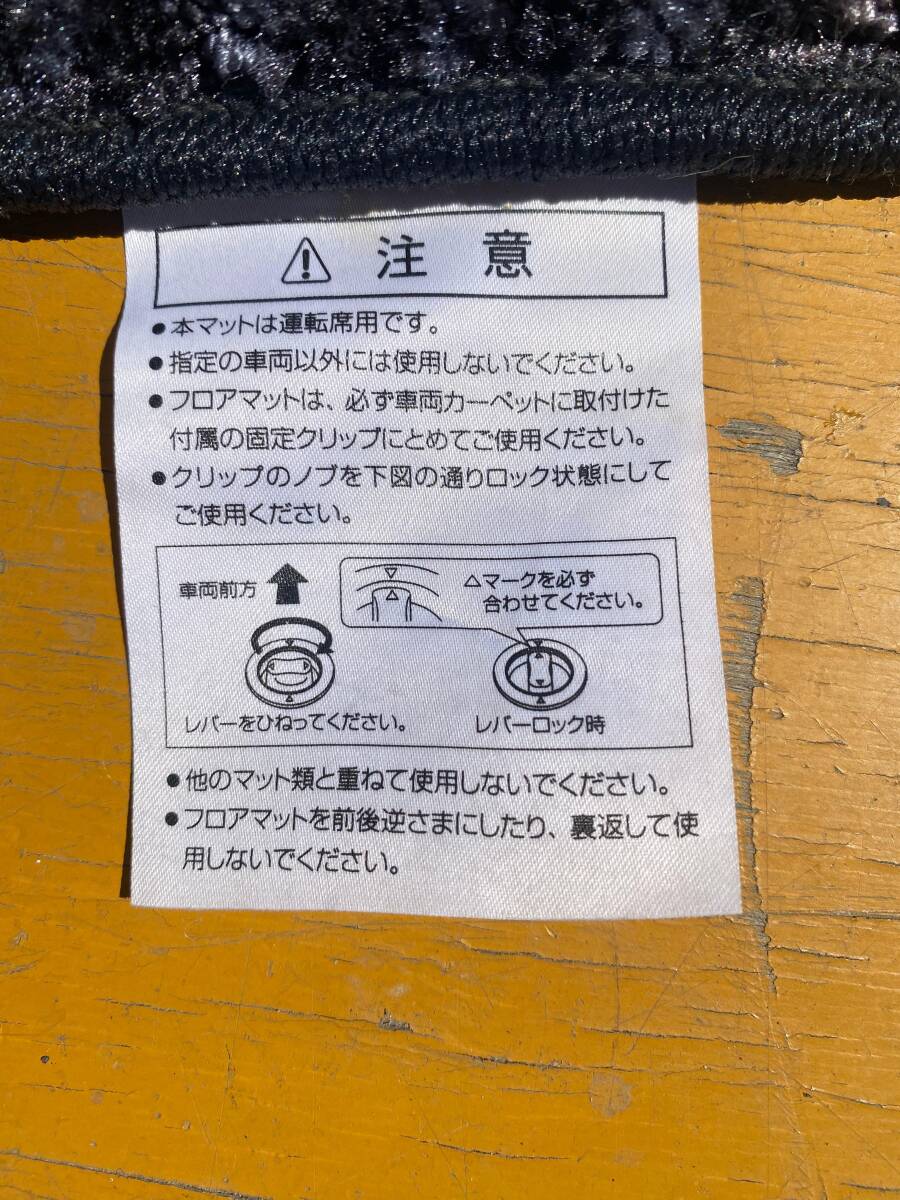 注意
●本マットは運転席用です。
●指定の車両以外には使用しないでください。
●フロアマットは、必ず車両カーペットに取付けた
付属の固定クリップにとめてご使用ください。
●クリップのノブを下図の通りロック状態にして
ご使用ください。
車両前方
△マークを必ず
合わせてください。
レバーをひねってください。
レバーロック時
●他のマット類と重ねて使用しないでください。
●フロアマットを前後逆さまにしたり、裏返して使
用しないでください。